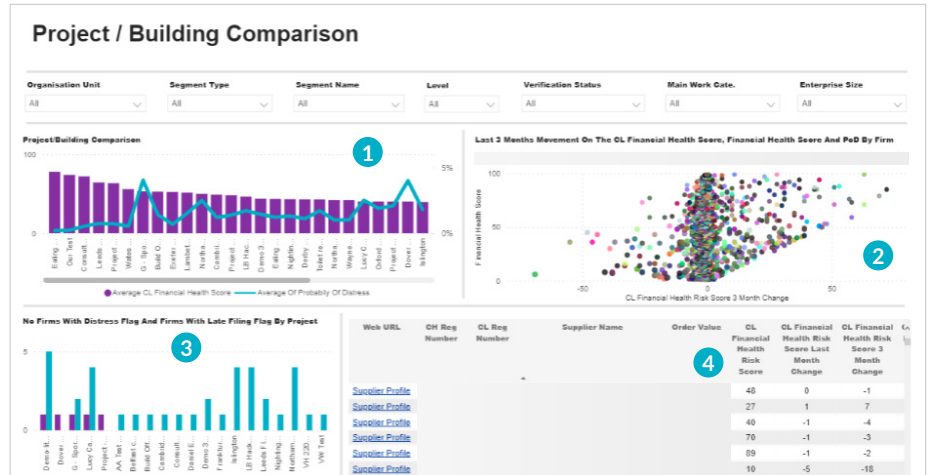 Project / Building Comparison
Organisation Unit Segment Type Segment Name Level Verification Status Main Work Cate. Enterprise Size
All All All All All All All
Project/Building Comparison
1
100
0
5%
0%
Ealing ...
Our Test
Consult...
Leeds ...
Project ...
Wates ...
G - Spo...
Build O...
Exeter ...
Lambet...
Northa...
Cambri...
Project ...
LB Hac...
Demo 3...
Ealing ...
Nightin...
Derby ...
Toilet re...
Northa...
Wayne...
Lucy C...
Oxford ...
Project...
Dover ...
Islington
Average CL Financial Health Score Average Of Probabiliy Of Distress
Last 3 Months Movement On The CL Financial Health Score, Financial Health Score And PoD By Firm
Financial Health Score
100
50
0
2
-50 0 50
CL Financial Health Risk Score 3 Month Change
No Firms With Distress Flag And Firms With Late Filing Flag By Project
3
5
0
Demo lit...
Dover ...
G - Spor...
Lucy Ca...
Project -...
AA Test ...
Belfast c...
Build Off...
Cambrid...
Consult...
Daniel E...
Demo 3...
Frankfur...
Islington
LB Hack...
Leeds F i...
Nighting...
Northam...
VH 220...
VW Test
Web URL CH Reg Number CL Reg Number Supplier Name Order Value CL Financial Health Risk Score CL Financial Health Risk Score Last Month Change CL Financial Health Risk Score 3 Month Change
4
Supplier Profile 48 0 -1
Supplier Profile 27 1 7
Supplier Profile 40 -1 -4
Supplier Profile 70 -1 -3
Supplier Profile 89 -1 -2
Supplier Profile 10 -5 -18